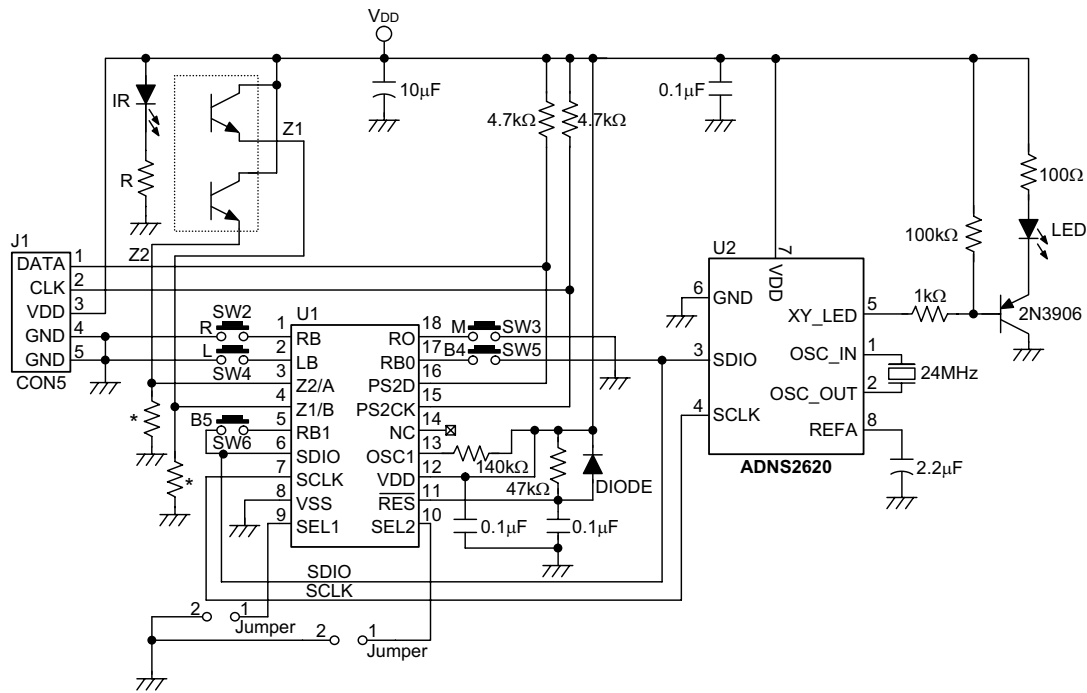 VDD
IR
10μF
0.1μF
4.7kΩ
4.7kΩ
Z1
R
100Ω
Z2
LED
100kΩ
J1
DATA 1
CLK 2
VDD 3
GND 4
GND 5
CON5
U2
7
VDD
6 GND
XY_LED 5
1kΩ
2N3906
3 SDIO
OSC_IN 1
24MHz
OSC_OUT 2
4 SCLK
REFA 8
2.2μF
ADNS2620
U1
SW2
R
L
SW4
B5
SW6
*
*
1 RB
2 LB
3 Z2/A
4 Z1/B
5 RB1
6 SDIO
7 SCLK
8 VSS
9 SEL1
RO 18
RB0 17
PS2D 16
PS2CK 15
NC 14
OSC1 13
VDD 12
RES 11
SEL2 10
M SW3
B4 SW5
140kΩ
47kΩ
DIODE
0.1μF
0.1μF
SDIO
SCLK
2 1
Jumper
2 1
Jumper